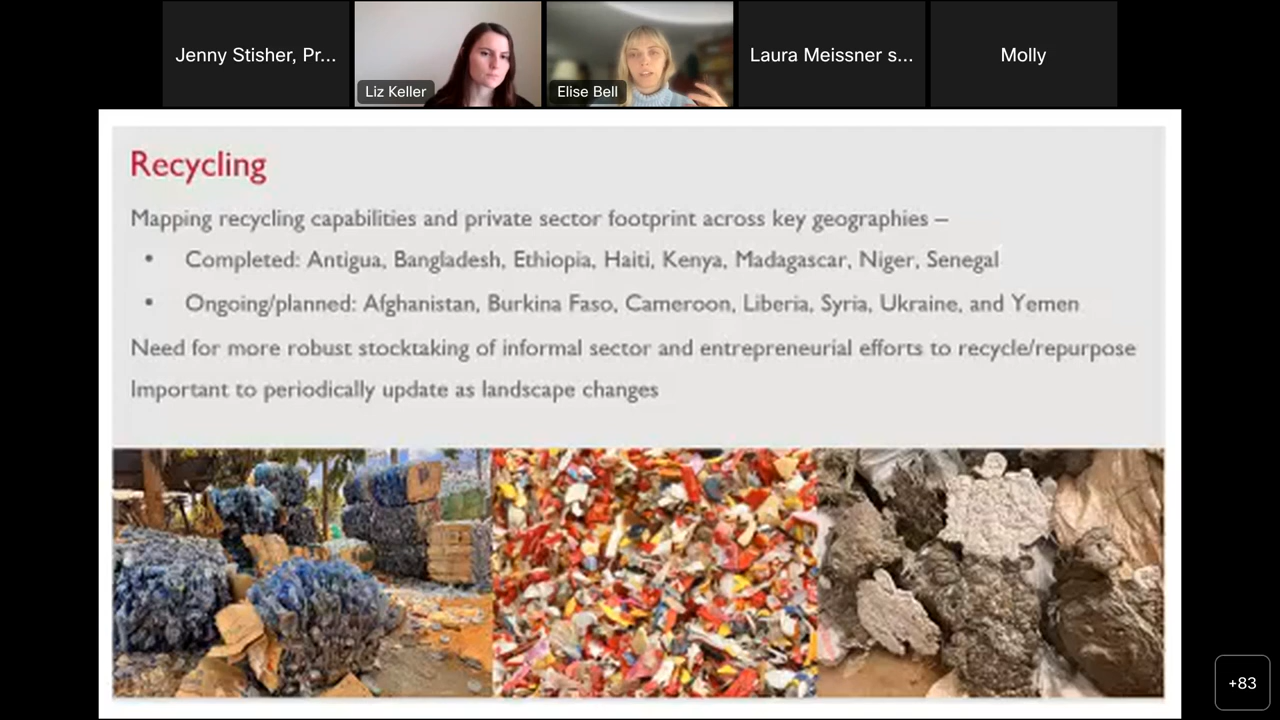 Jenny Stisher, Pr...
Liz Keller
Elise Bell
Laura Meissner s...
Molly
Recycling
Mapping recycling capabilities and private sector footprint across key geographies –
• Completed: Antigua, Bangladesh, Ethiopia, Haiti, Kenya, Madagascar, Niger, Senegal
• Ongoing/planned: Afghanistan, Burkina Faso, Cameroon, Liberia, Syria, Ukraine, and Yemen
Need for more robust stocktaking of informal sector and entrepreneurial efforts to recycle/repurpose
Important to periodically update as landscape changes
+83